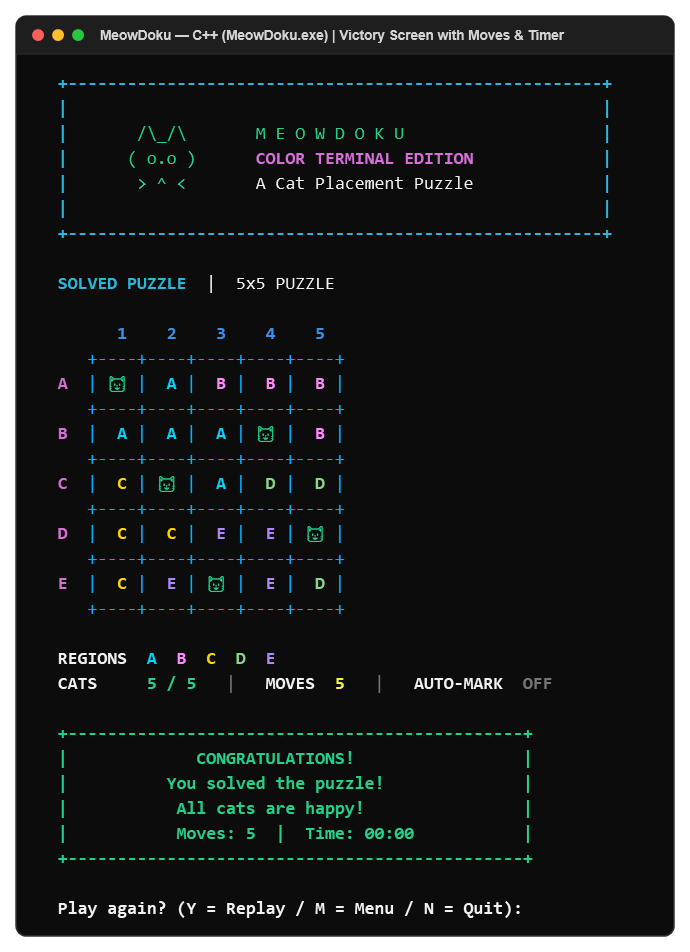 MeowDoku — C++ (MeowDoku.exe) | Victory Screen with Moves & Timer
+------------------------------------------------------+
|                                                      |
|       /\_/\       M E O W D O K U                    |
|      ( o.o )      COLOR TERMINAL EDITION             |
|       > ^ <       A Cat Placement Puzzle             |
|                                                      |
+------------------------------------------------------+
SOLVED PUZZLE  |  5x5 PUZZLE
      1   2    3    4    5
   +----+----+----+----+----+
A  | 🐱 |  A |  B |  B |  B |
   +----+----+----+----+----+
B  |  A |  A |  A | 🐱 |  B |
   +----+----+----+----+----+
C  |  C | 🐱 |  A |  D |  D |
   +----+----+----+----+----+
D  |  C |  C |  E |  E | 🐱 |
   +----+----+----+----+----+
E  |  C |  E | 🐱 |  E |  D |
   +----+----+----+----+----+
REGIONS  A  B  C  D  E
CATS     5 / 5   |   MOVES  5   |   AUTO-MARK  OFF
+----------------------------------------------+
|             CONGRATULATIONS!                 |
|          You solved the puzzle!              |
|           All cats are happy!                |
|           Moves: 5  |  Time: 00:00           |
+----------------------------------------------+
Play again? (Y = Replay / M = Menu / N = Quit):